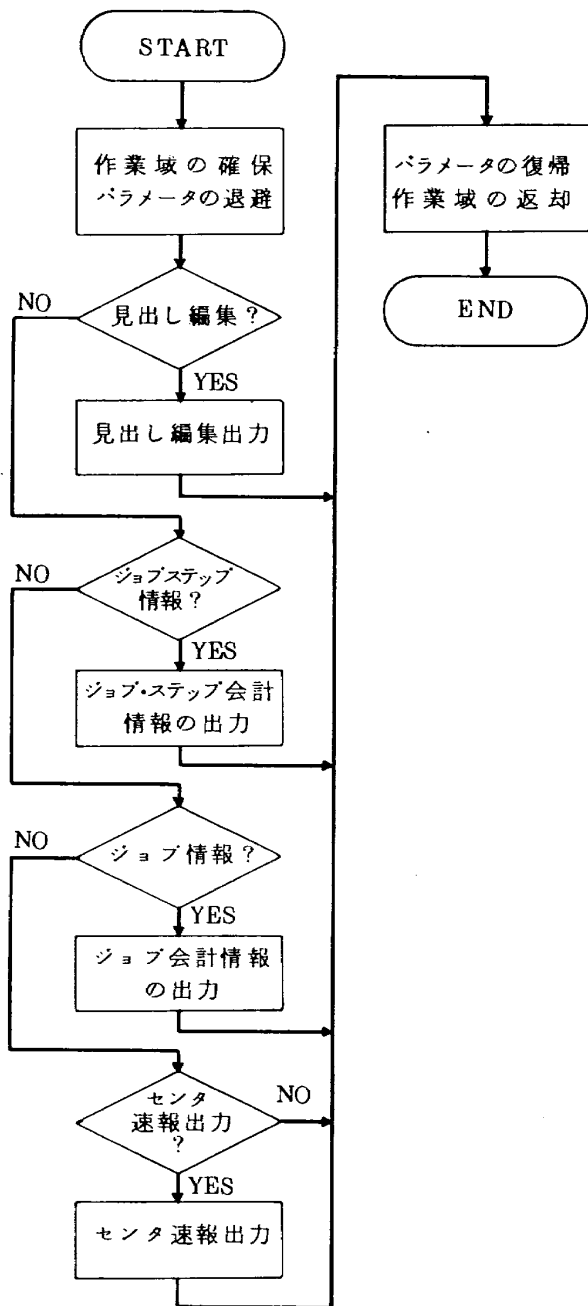 START
作業域の確保
パラメータの退避
見出し編集?
NO
YES
見出し編集出力
ジョブステップ
情報?
NO
YES
ジョブ・ステップ会計
情報の出力
ジョブ情報?
NO
YES
ジョブ会計情報
の出力
センタ
速報出力
?
NO
YES
センタ速報出力
パラメータの復帰
作業域の返却
END